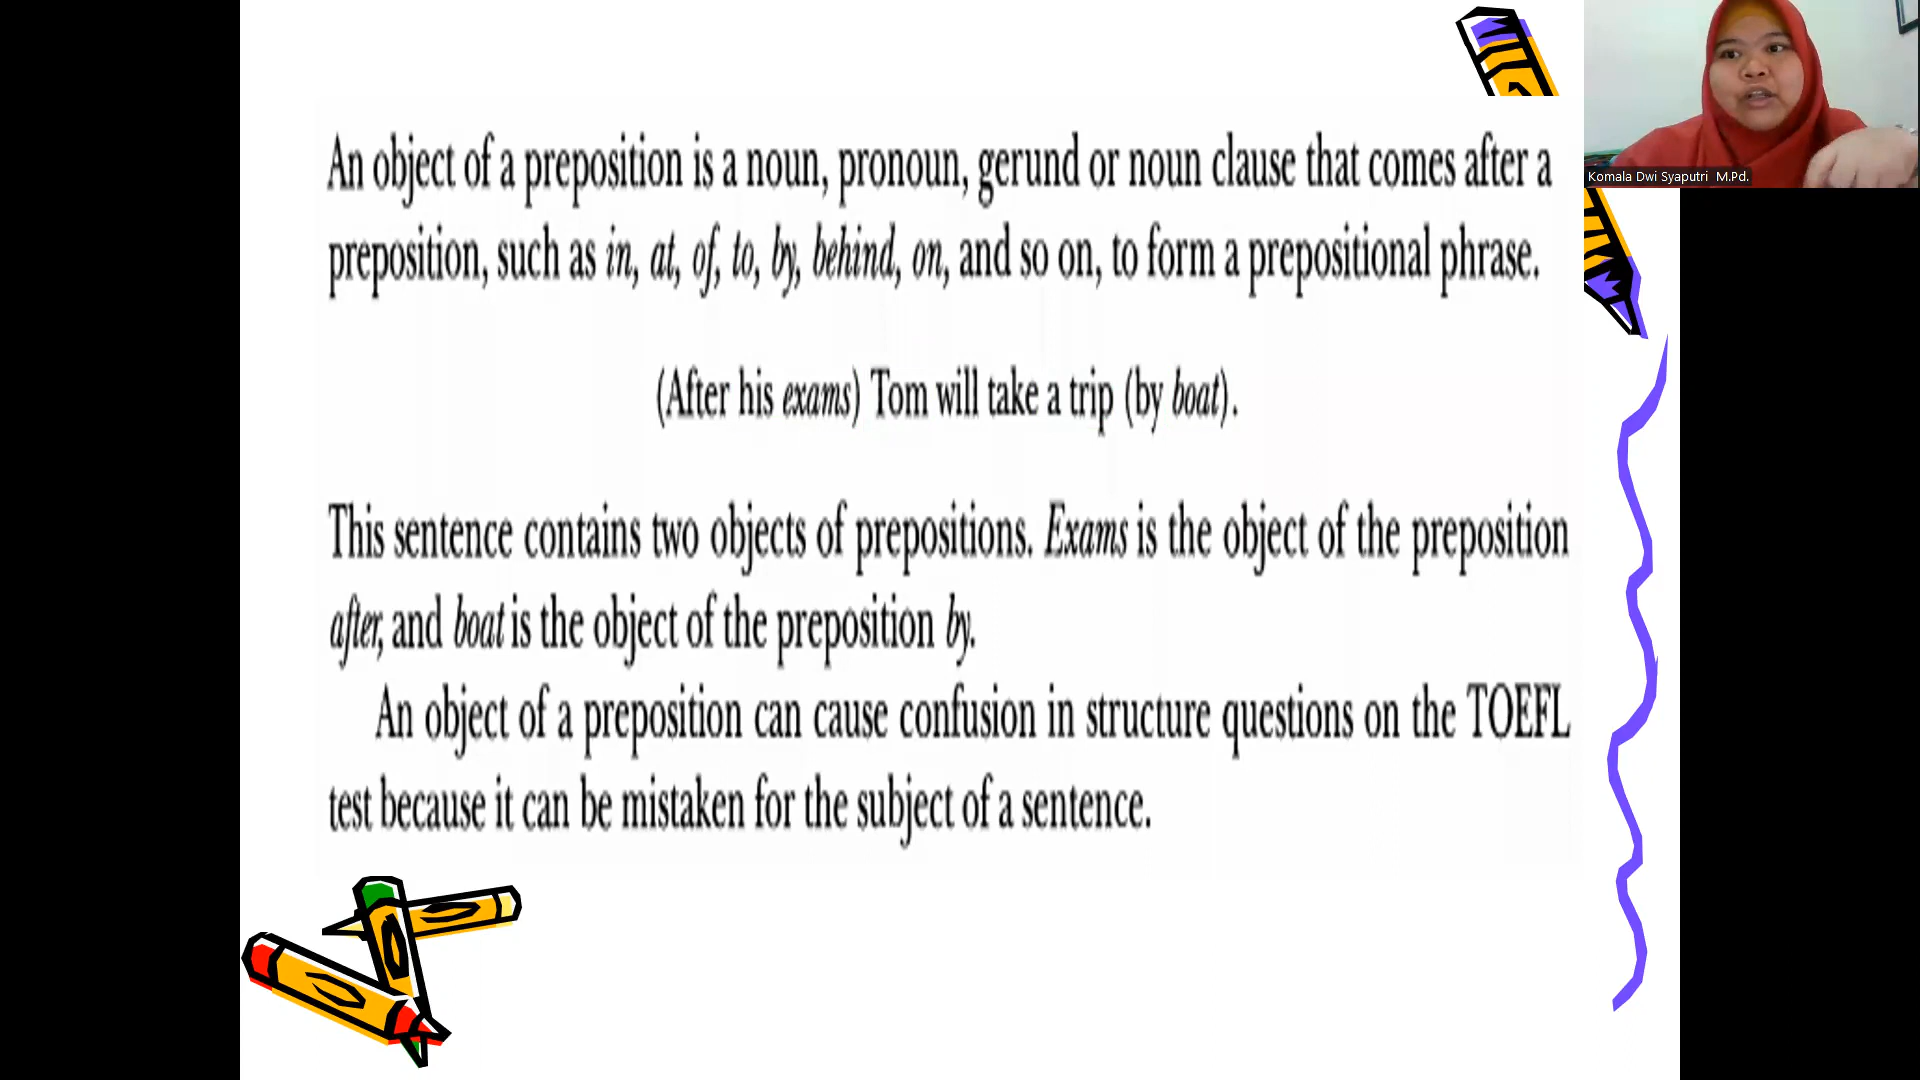 An object of a preposition is a noun, pronoun, gerund or noun clause that comes after a
preposition, such as in, at, of, to, by, behind, on, and so on, to form a prepositional phrase.
(After his exams) Tom will take a trip (by boat).
This sentence contains two objects of prepositions. Exams is the object of the preposition
after, and boat is the object of the preposition by.
An object of a preposition can cause confusion in structure questions on the TOEFL
test because it can be mistaken for the subject of a sentence.
Komala Dwi Syaputri M.Pd.